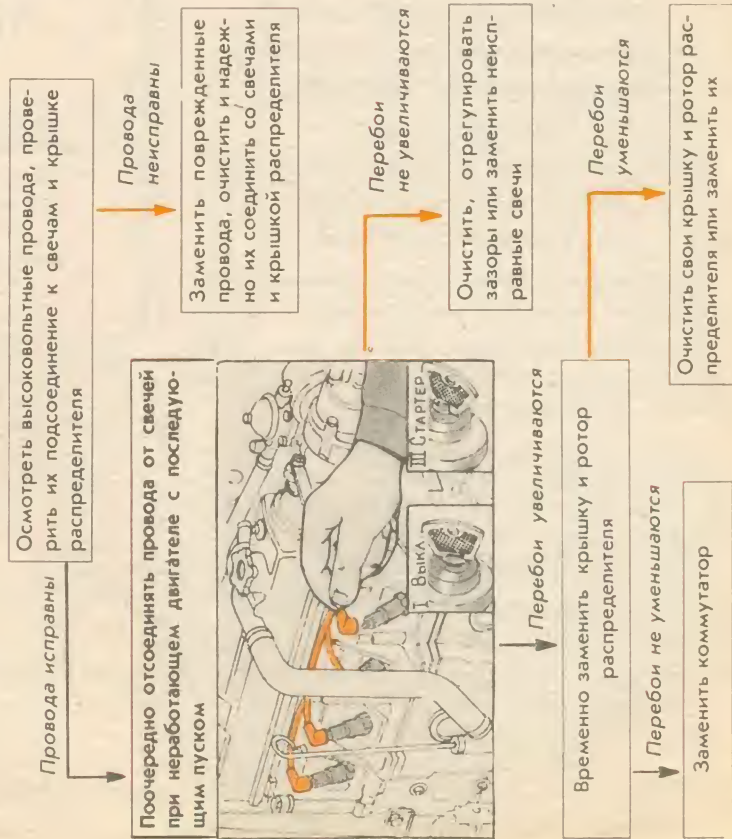 Осмотреть высоковольтные провода, прове-
рить их подсоединение к свечам и крышке
распределителя
Провода исправны
Провода
неисправны
Поочередно отсоединять провода от свечей
при неработающем двигателе с последую-
щим пуском
Заменить поврежденные
провода, очистить и надеж-
но их соединить со свечами
и крышкой распределителя
I Выкл
III Стартер
Перебои
не увеличиваются
Очистить, отрегулировать
зазоры или заменить неисп-
равные свечи
Перебои увеличиваются
Временно заменить крышку и ротор
распределителя
Перебои
уменьшаются
Перебои не уменьшаются
Заменить коммутатор
Очистить свои крышку и ротор рас-
пределителя или заменить их